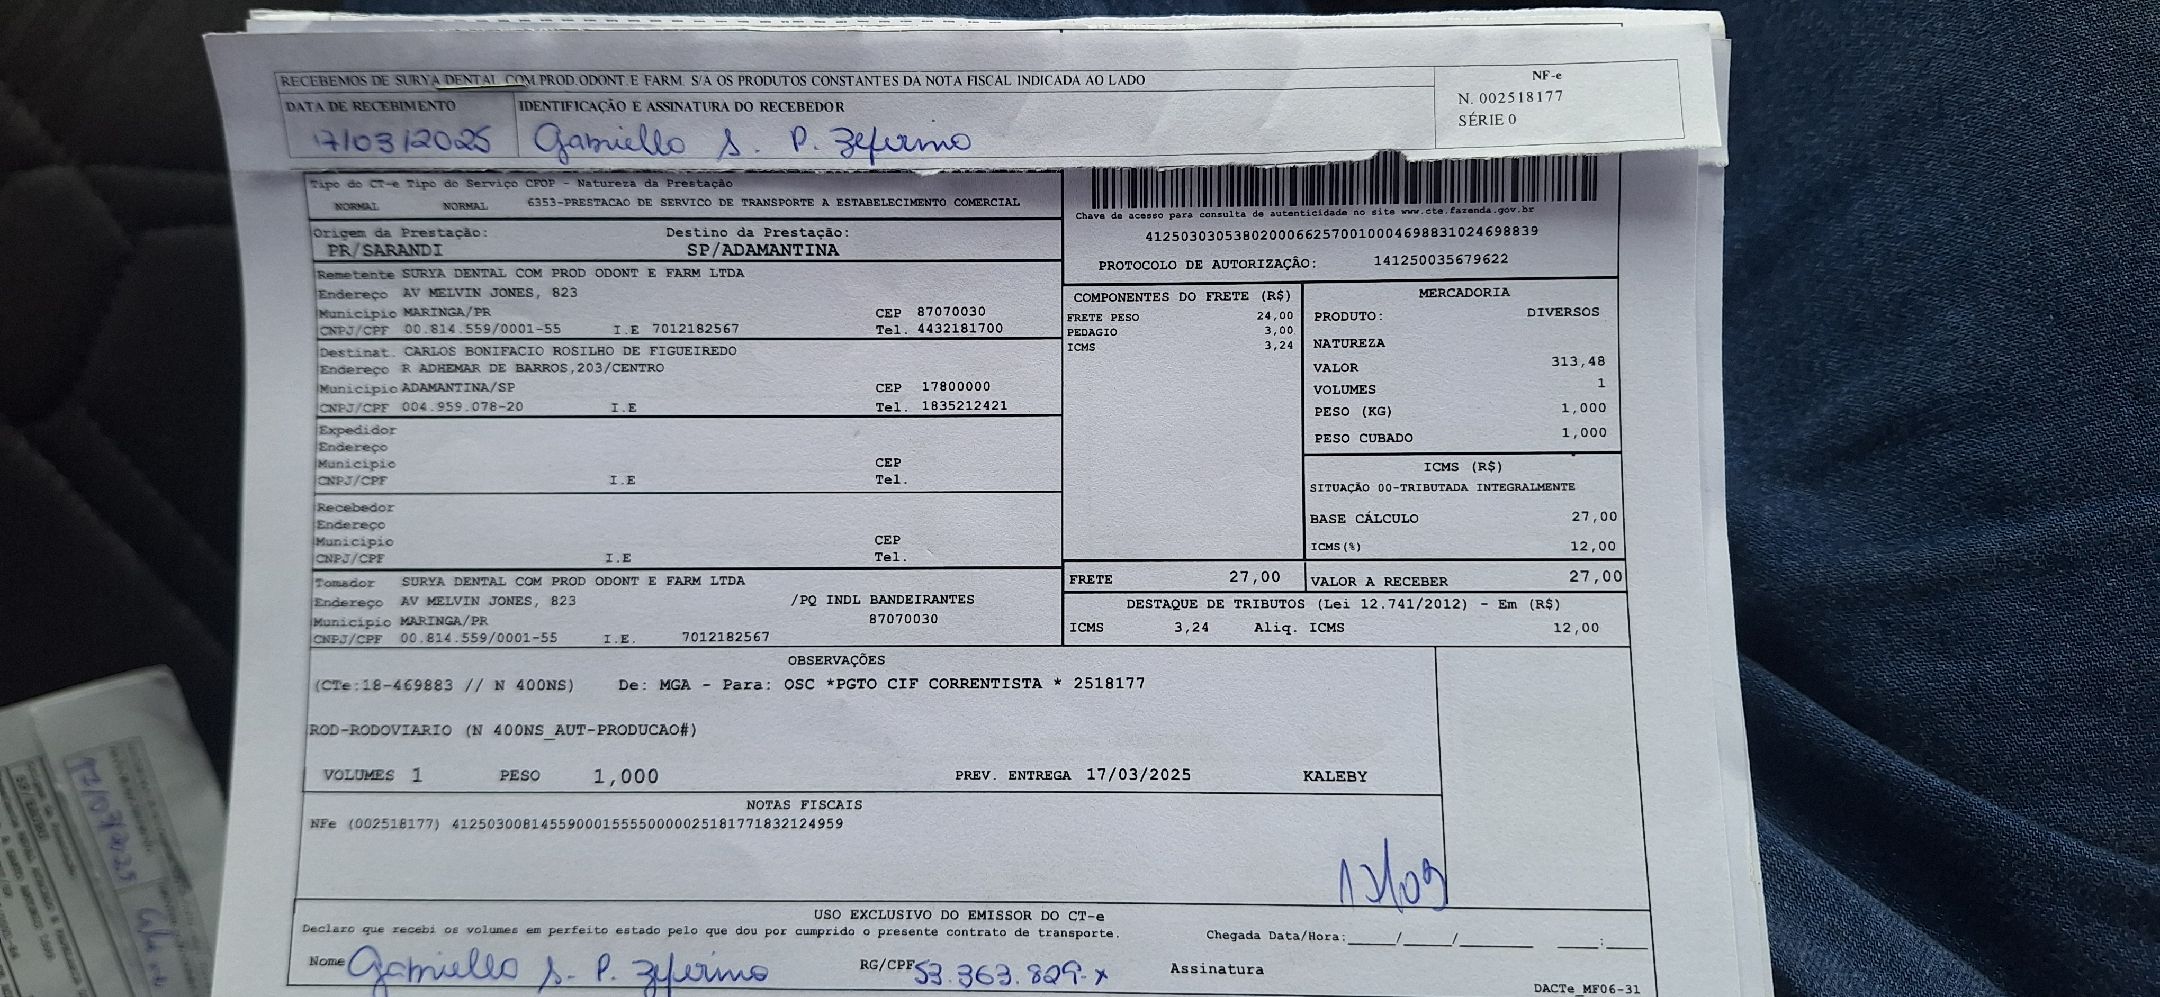 RECEBEMOS DE SURYA DENTAL COM PROD.ODONT.E FARM. S/A OS PRODUTOS CONSTANTES DA NOTA FISCAL INDICADA AO LADO
NF-e
N. 002518177
SÉRIE 0
DATA DE RECEBIMENTO IDENTIFICAÇÃO E ASSINATURA DO RECEBEDOR
17/03/2025 Gabriello S. P. Zeferino
Tipo do CT-e Tipo do Serviço CFOP - Natureza da Prestação
NORMAL NORMAL 6353-PRESTACAO DE SERVICO DE TRANSPORTE A ESTABELECIMENTO COMERCIAL
Origem da Prestação: Destino da Prestação:
PR/SARANDI SP/ADAMANTINA
Remetente SURYA DENTAL COM PROD ODONT E FARM LTDA
Endereço AV MELVIN JONES, 823
Município MARINGA/PR CEP 87070030
CNPJ/CPF 00.814.559/0001-55 I.E 7012182567 Tel. 4432181700
Destinat. CARLOS BONIFACIO ROSILHO DE FIGUEIREDO
Endereço R ADHEMAR DE BARROS,203/CENTRO
Município ADAMANTINA/SP CEP 17800000
CNPJ/CPF 004.959.078-20 I.E Tel. 1835212421
Expedidor
Endereço
Município CEP
CNPJ/CPF I.E Tel.
Recebedor
Endereço
Município CEP
CNPJ/CPF I.E Tel.
Tomador SURYA DENTAL COM PROD ODONT E FARM LTDA
Endereço AV MELVIN JONES, 823 /PQ INDL BANDEIRANTES
Município MARINGA/PR 87070030
CNPJ/CPF 00.814.559/0001-55 I.E. 7012182567
Chave de acesso para consulta de autenticidade no site www.cte.fazenda.gov.br
41250303053802000662570010004698831024698839
PROTOCOLO DE AUTORIZAÇÃO: 141250035679622
COMPONENTES DO FRETE (R$)
FRETE PESO 24,00
PEDAGIO 3,00
ICMS 3,24
MERCADORIA
PRODUTO: DIVERSOS
NATUREZA
VALOR 313,48
VOLUMES 1
PESO (KG) 1,000
PESO CUBADO 1,000
ICMS (R$)
SITUAÇÃO 00-TRIBUTADA INTEGRALMENTE
BASE CÁLCULO 27,00
ICMS(%) 12,00
FRETE 27,00 VALOR A RECEBER 27,00
DESTAQUE DE TRIBUTOS (Lei 12.741/2012) - Em (R$)
ICMS 3,24 Aliq. ICMS 12,00
OBSERVAÇÕES
(CTe:18-469883 // N 400NS) De: MGA - Para: OSC *PGTO CIF CORRENTISTA * 2518177
ROD-RODOVIARIO (N 400NS_AUT-PRODUCAO#)
VOLUMES 1 PESO 1,000 PREV. ENTREGA 17/03/2025 KALEBY
NOTAS FISCAIS
NFe (002518177) 41250300814559000155550000025181771832124959
17/03
USO EXCLUSIVO DO EMISSOR DO CT-e
Declaro que recebi os volumes em perfeito estado pelo que dou por cumprido o presente contrato de transporte.
Chegada Data/Hora:_____/_____/________ ____:____
Nome Gabriello S. P. Zeferino RG/CPF 53.363.829-x Assinatura
DACTe_MF06-31
17/03/2025